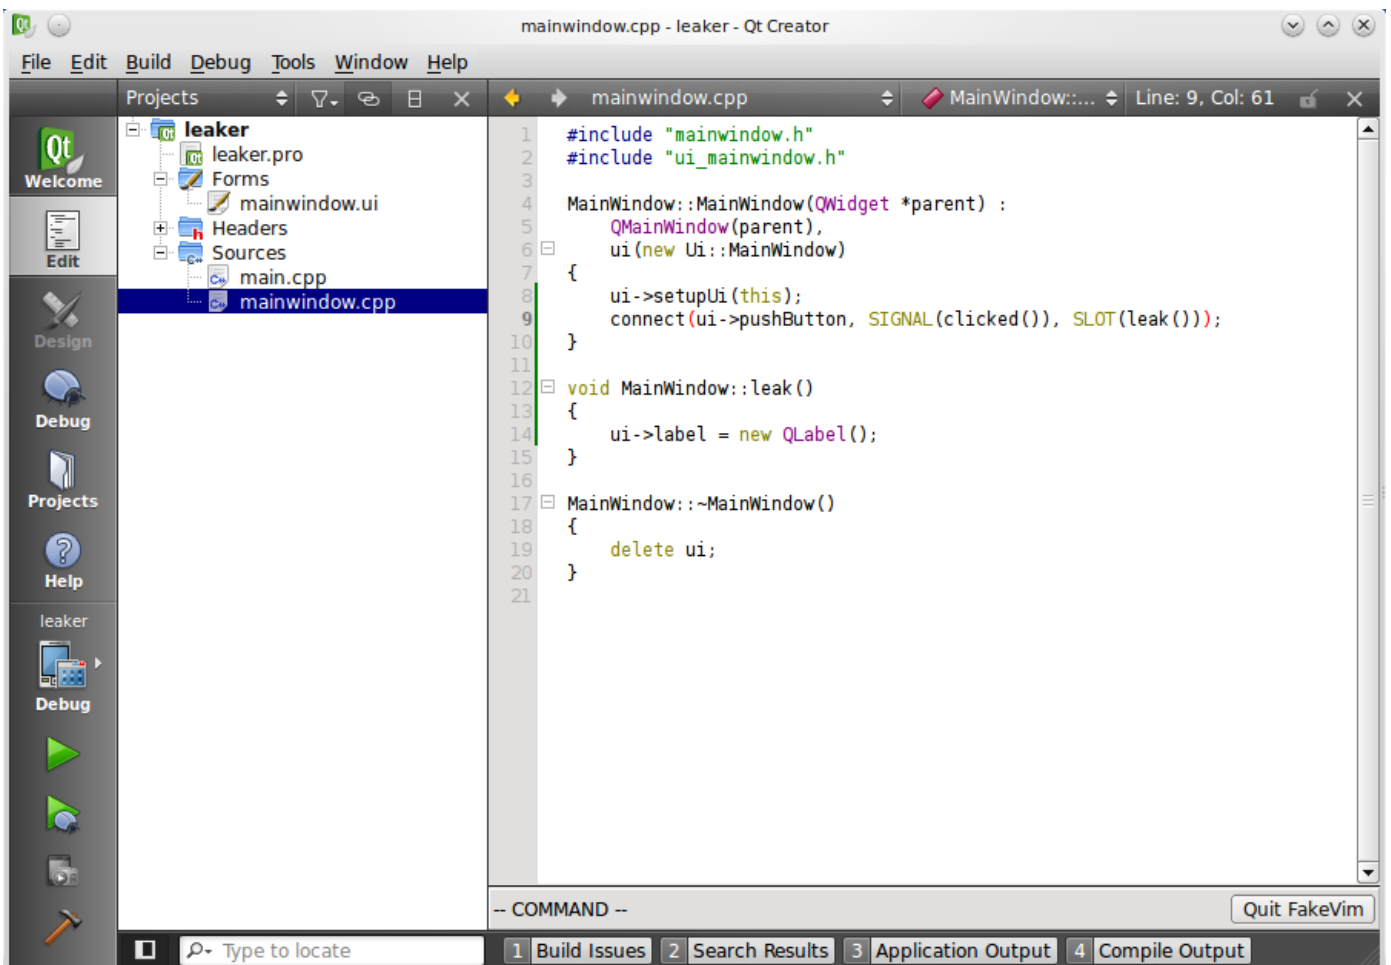 mainwindow.cpp - leaker - Qt Creator
File Edit Build Debug Tools Window Help
Projects
mainwindow.cpp
MainWindow::... Line: 9, Col: 61
Welcome
Edit
Design
Debug
Projects
Help
leaker
Debug
leaker
leaker.pro
Forms
mainwindow.ui
Headers
Sources
main.cpp
mainwindow.cpp
1 #include "mainwindow.h"
2 #include "ui_mainwindow.h"
3
4 MainWindow::MainWindow(QWidget *parent) :
5     QMainWindow(parent),
6     ui(new Ui::MainWindow)
7 {
8     ui->setupUi(this);
9     connect(ui->pushButton, SIGNAL(clicked()), SLOT(leak()));
10 }
11
12 void MainWindow::leak()
13 {
14     ui->label = new QLabel();
15 }
16
17 MainWindow::~MainWindow()
18 {
19     delete ui;
20 }
21
-- COMMAND --
Quit FakeVim
Type to locate
1 Build Issues 2 Search Results 3 Application Output 4 Compile Output